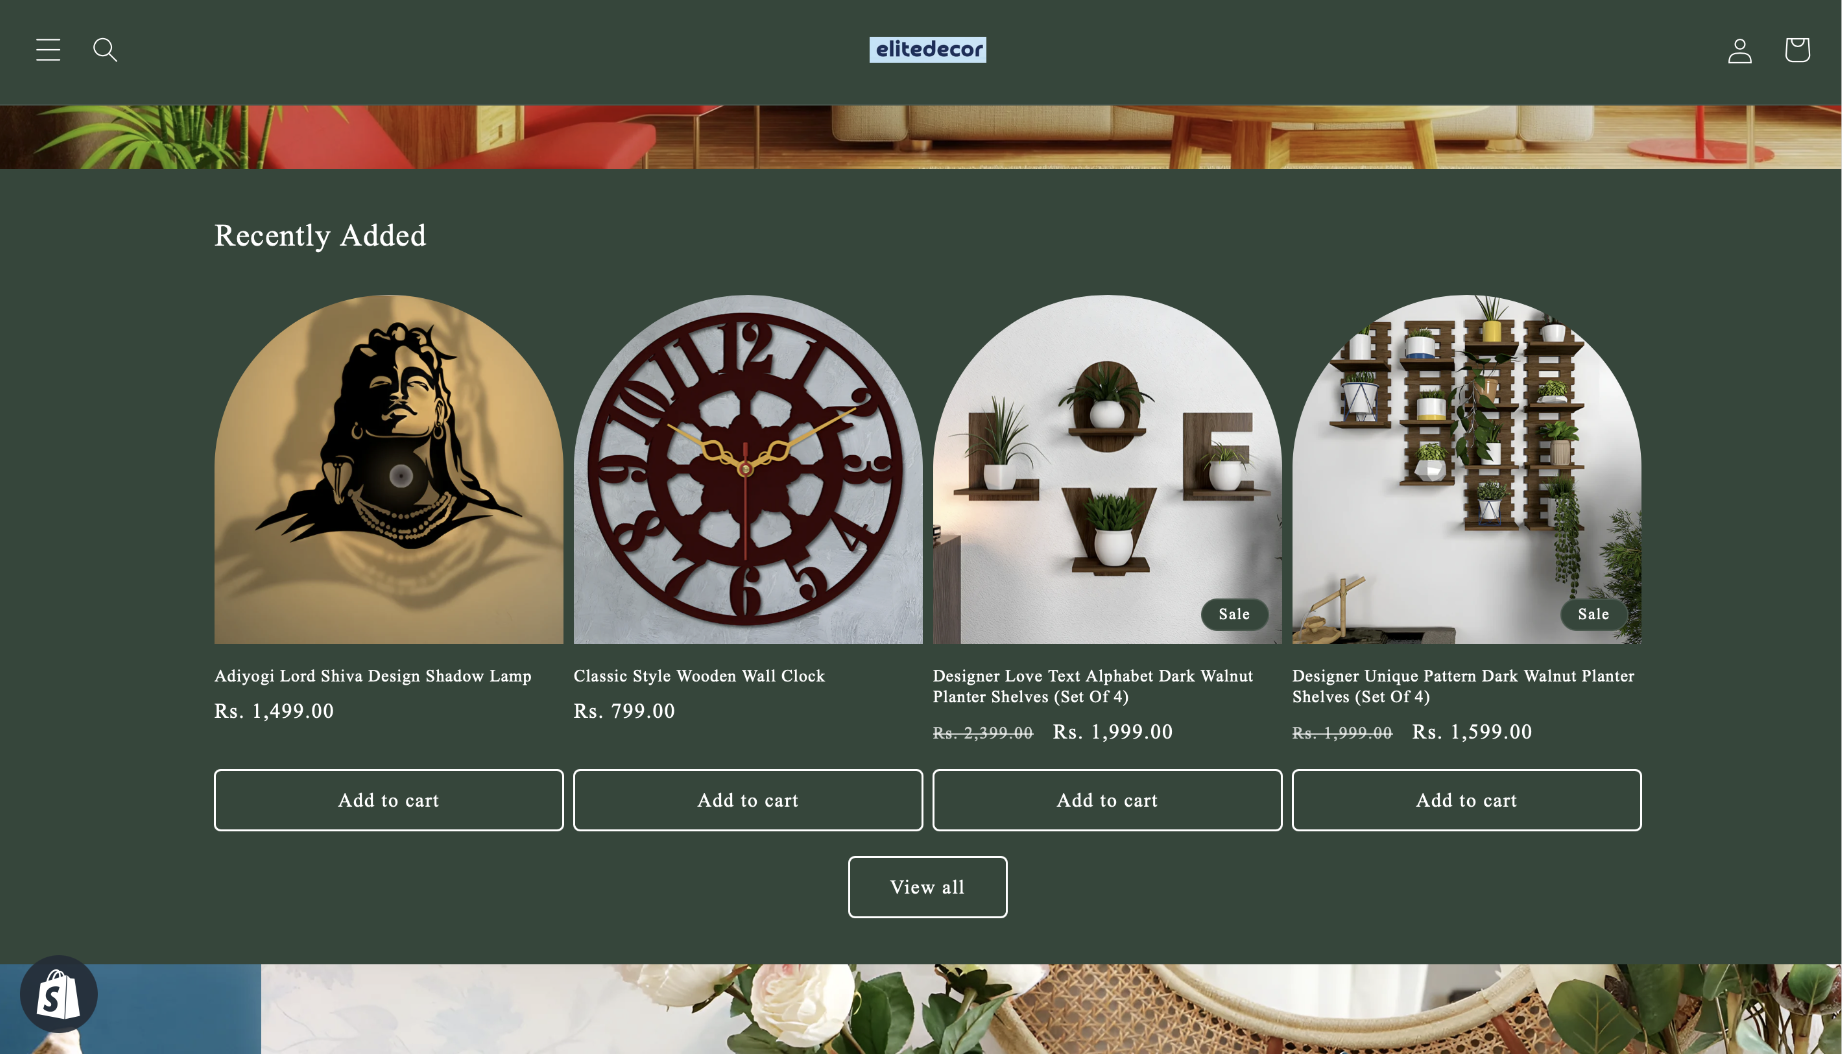 elitedecor
Recently Added
Sale
Sale
Adiyogi Lord Shiva Design Shadow Lamp
Rs. 1,499.00
Classic Style Wooden Wall Clock
Rs. 799.00
Designer Love Text Alphabet Dark Walnut
Planter Shelves (Set Of 4)
Rs. 2,399.00 Rs. 1,999.00
Designer Unique Pattern Dark Walnut Planter
Shelves (Set Of 4)
Rs. 1,999.00 Rs. 1,599.00
Add to cart
Add to cart
Add to cart
Add to cart
View all